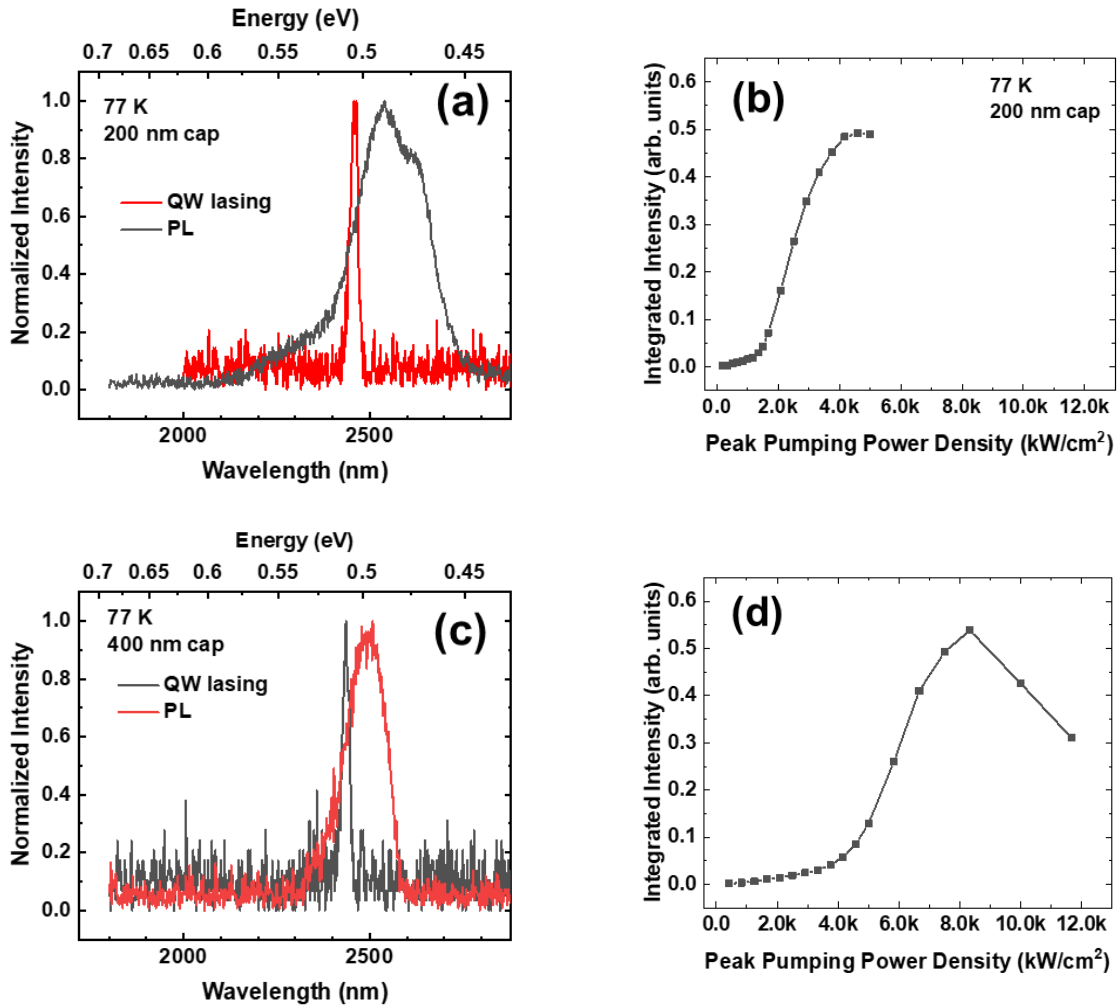 Energy (eV)
0.7 0.65 0.6 0.55 0.5 0.45
77 K
200 nm cap
(a)
QW lasing
PL
Normalized Intensity
1.0
0.8
0.6
0.4
0.2
0.0
2000 2500
Wavelength (nm)
(b)
77 K
200 nm cap
Integrated Intensity (arb. units)
0.6
0.5
0.4
0.3
0.2
0.1
0.0
0.0 2.0k 4.0k 6.0k 8.0k 10.0k 12.0k
Peak Pumping Power Density (kW/cm²)
Energy (eV)
0.7 0.65 0.6 0.55 0.5 0.45
77 K
400 nm cap
(c)
QW lasing
PL
Normalized Intensity
1.0
0.8
0.6
0.4
0.2
0.0
2000 2500
Wavelength (nm)
(d)
Integrated Intensity (arb. units)
0.6
0.5
0.4
0.3
0.2
0.1
0.0
0.0 2.0k 4.0k 6.0k 8.0k 10.0k 12.0k
Peak Pumping Power Density (kW/cm²)